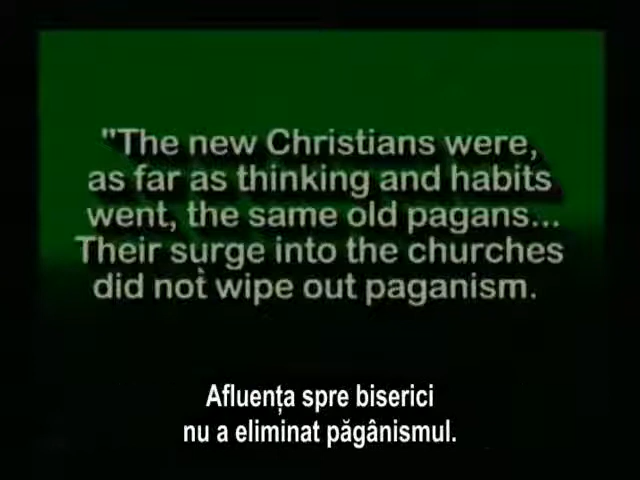 "The new Christians were,
as far as thinking and habits
went, the same old pagans...
Their surge into the churches
did not wipe out paganism.
Afluența spre biserici
nu a eliminat păgânismul.